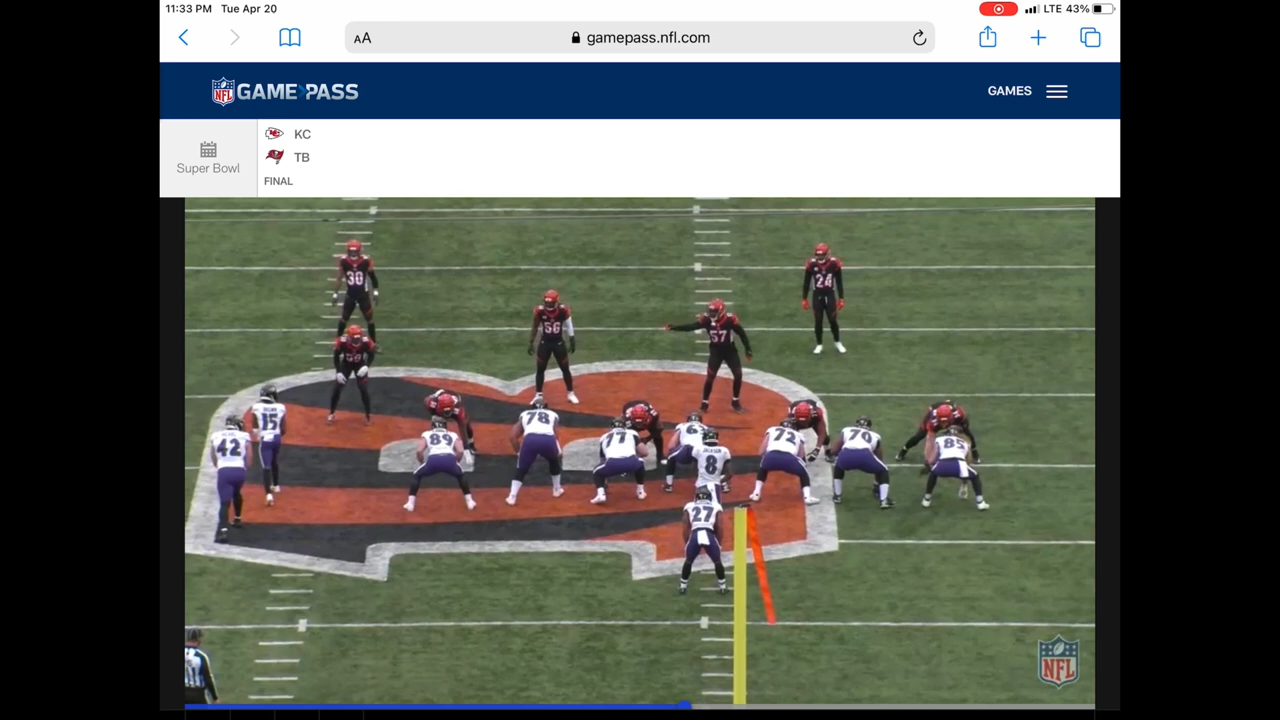 11:33 PM Tue Apr 20
LTE 43%
AA
gamepass.nfl.com
NFL GAME PASS
GAMES
Super Bowl
KC
TB
FINAL
30
24
56
57
15
42
89
78
77
6
JACKSON
8
72
70
85
27
NFL